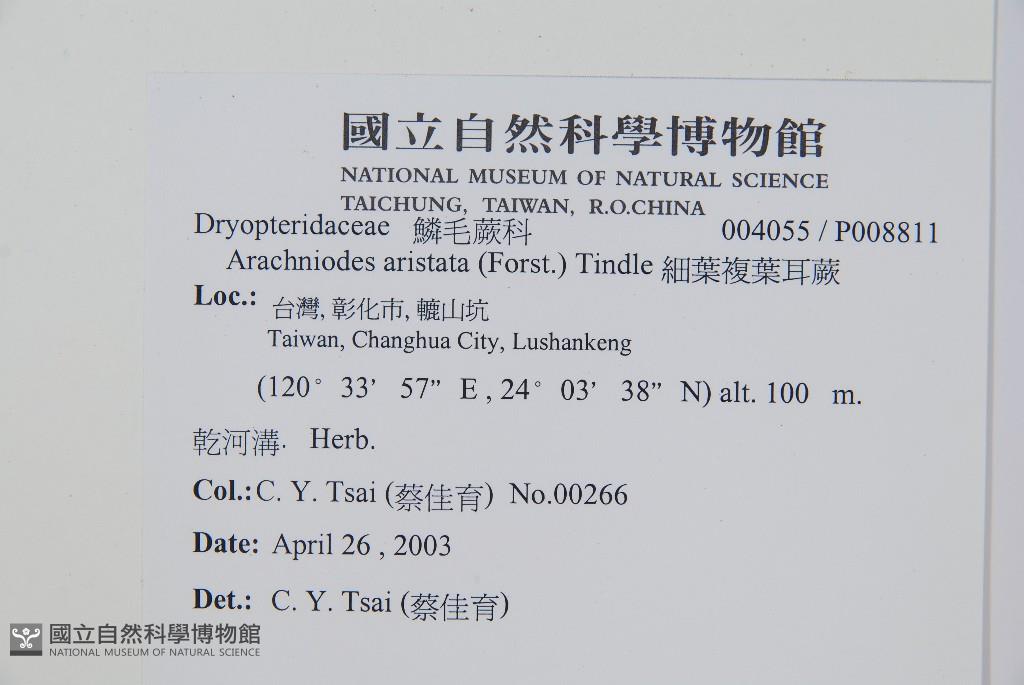 國立自然科學博物館
NATIONAL MUSEUM OF NATURAL SCIENCE
TAICHUNG, TAIWAN, R.O.CHINA
Dryopteridaceae 鱗毛蕨科 004055 / P008811
Arachniodes aristata (Forst.) Tindle 細葉複葉耳蕨
Loc.: 台灣, 彰化市, 轆山坑
Taiwan, Changhua City, Lushankeng
(120° 33’ 57” E , 24° 03’ 38” N) alt. 100 m.
乾河溝. Herb.
Col.: C. Y. Tsai (蔡佳育) No.00266
Date: April 26 , 2003
Det.: C. Y. Tsai (蔡佳育)
國立自然科學博物館
NATIONAL MUSEUM OF NATURAL SCIENCE